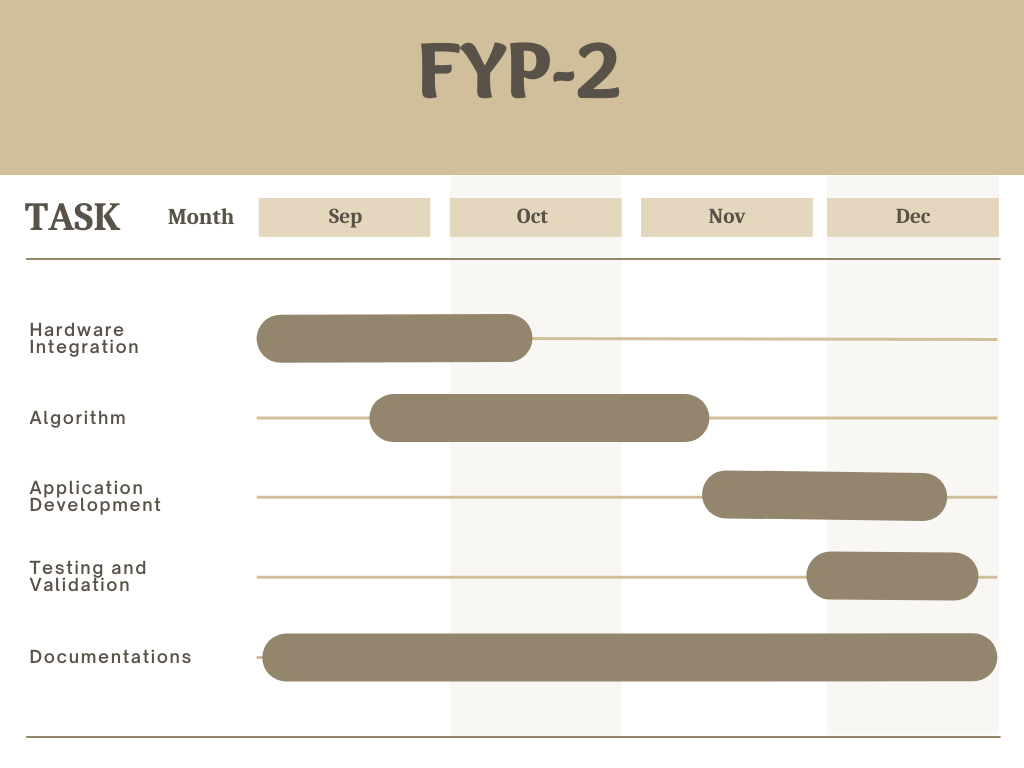 FYP-2
TASK Month Sep Oct Nov Dec
Hardware
Integration
Algorithm
Application
Development
Testing and
Validation
Documentations